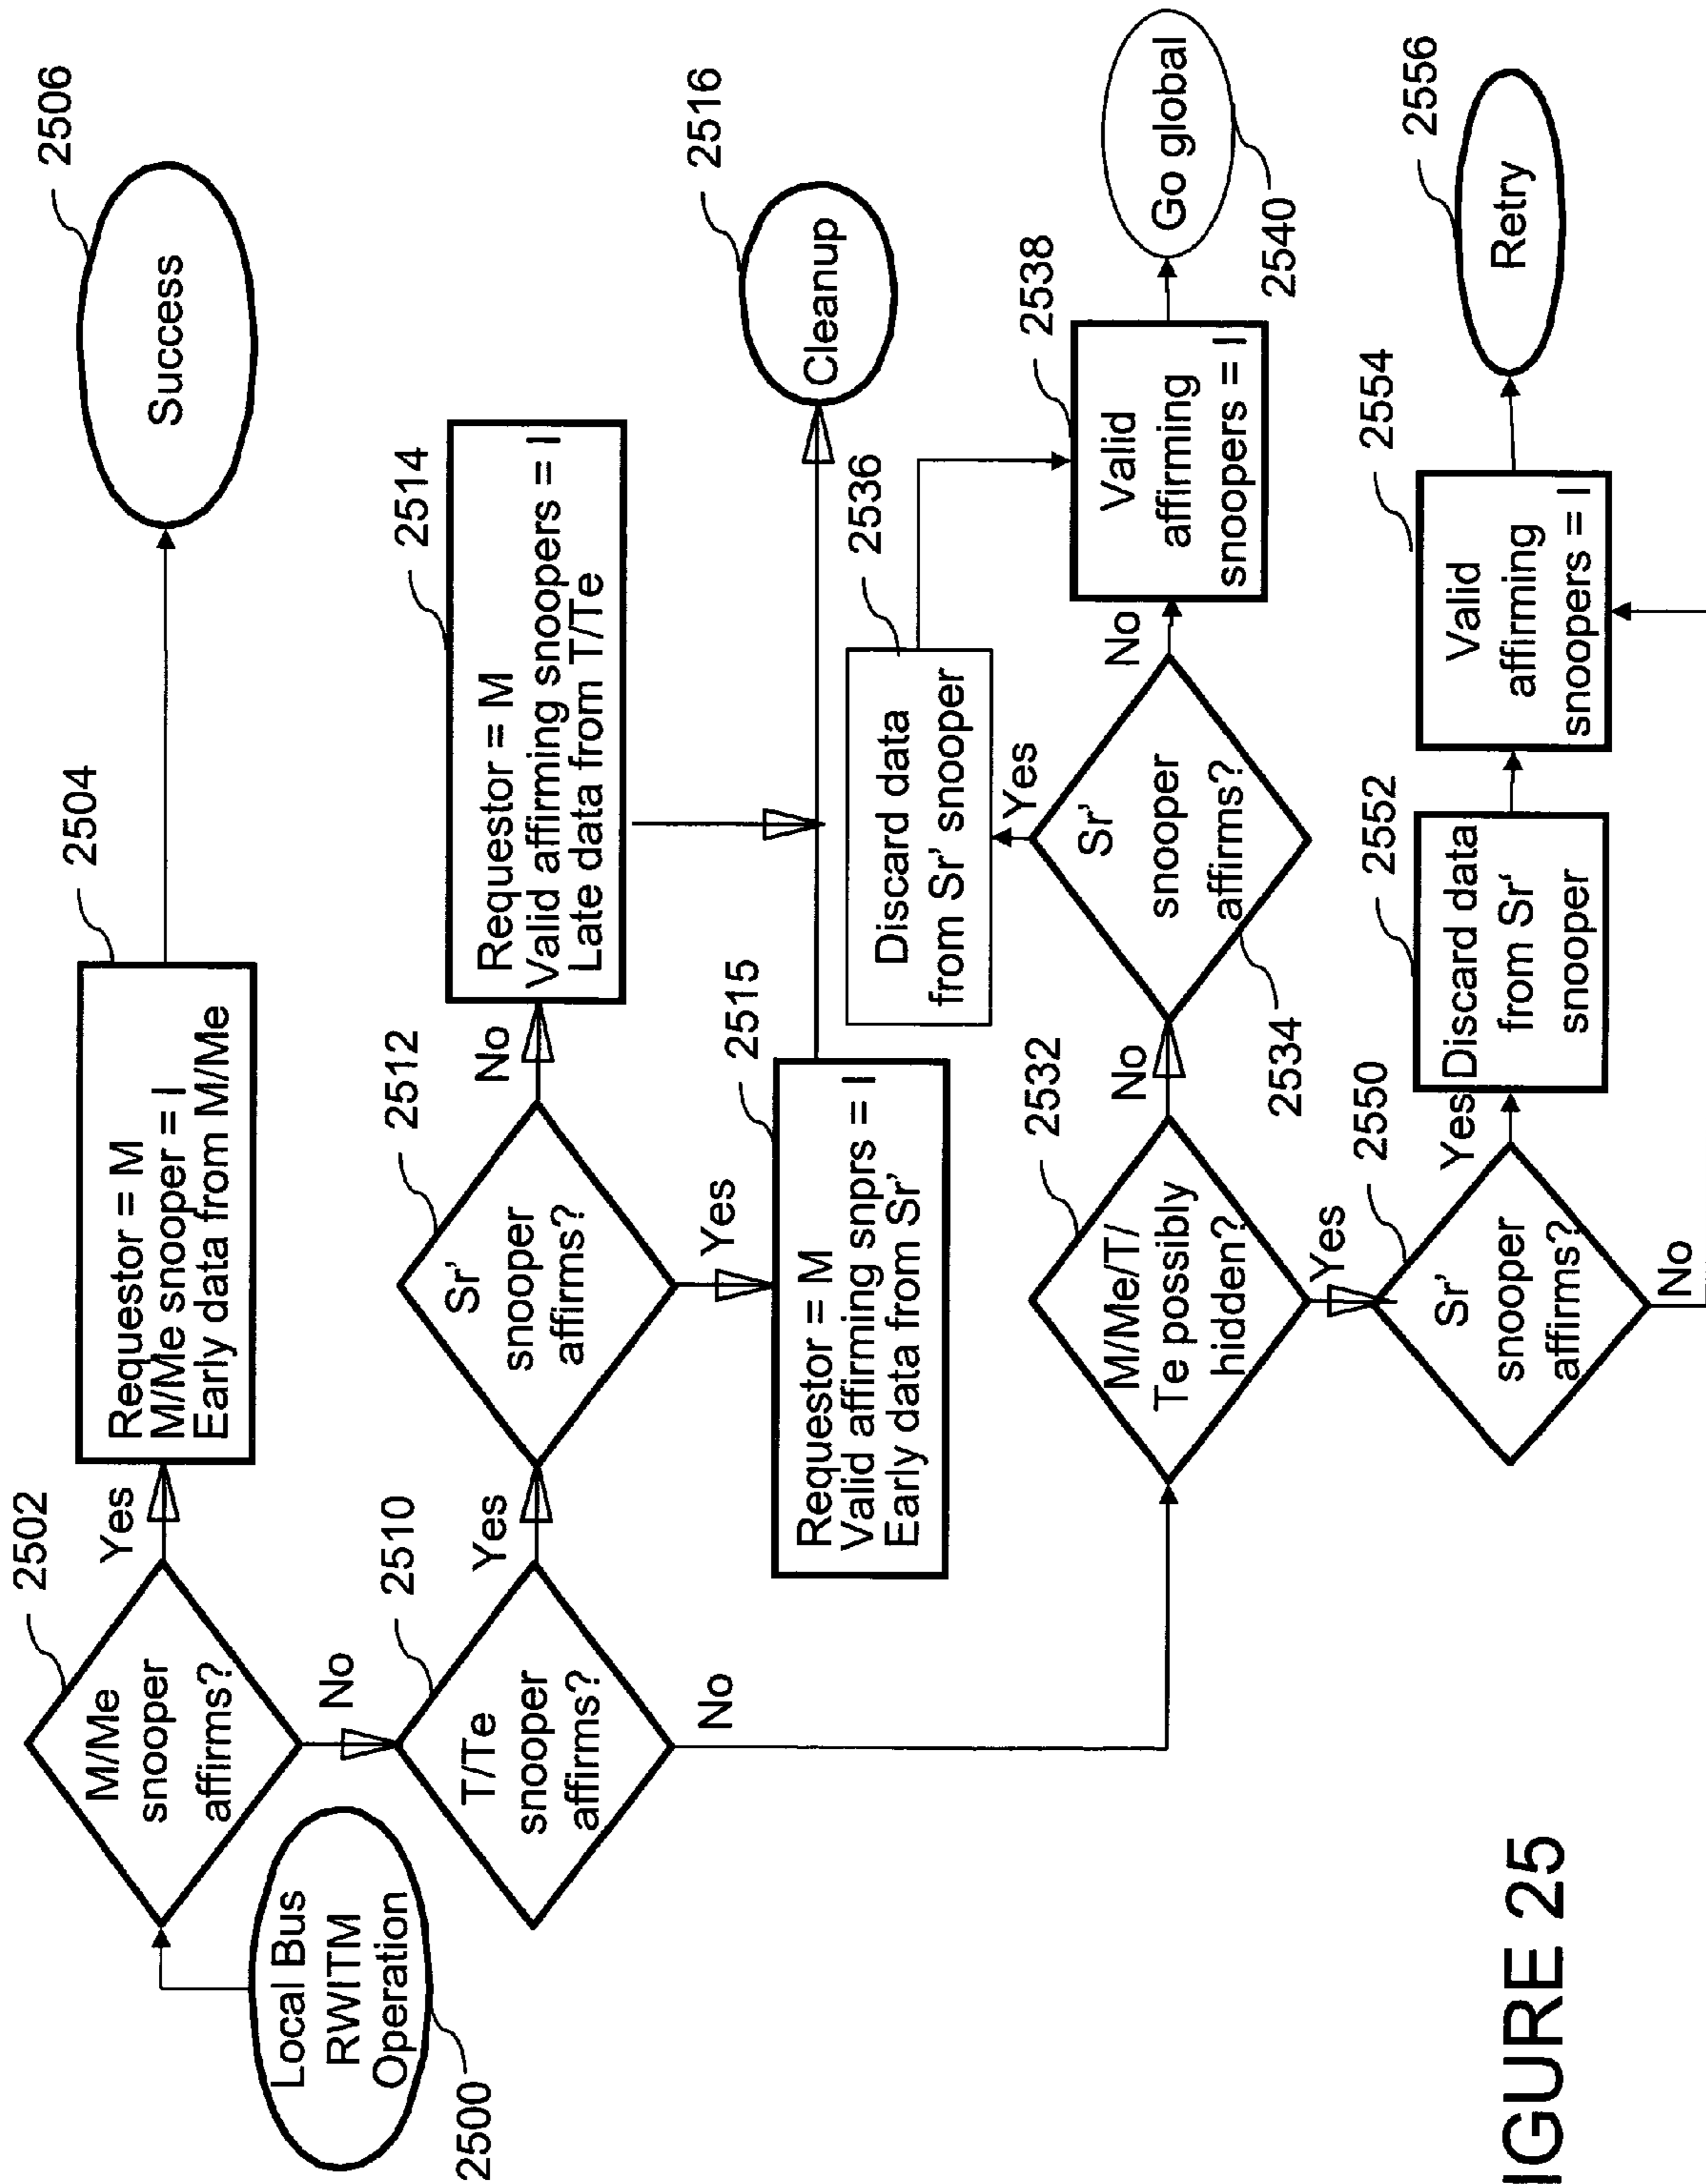 2500
Local Bus
RWITM
Operation
2502
M/Me
snooper
affirms?
Yes
No
2504
Requestor = M
M/Me snooper = I
Early data from M/Me
2506
Success
2510
T/Te
snooper
affirms?
Yes
No
2512
Sr'
snooper
affirms?
No
Yes
2514
Requestor = M
Valid affirming snoopers = I
Late data from T/Te
2515
Requestor = M
Valid affirming snprs = I
Early data from Sr'
2516
Cleanup
2532
M/Me/T/
Te possibly
hidden?
No
Yes
2534
Sr'
snooper
affirms?
Yes
No
2536
Discard data
from Sr' snooper
2538
Valid
affirming
snoopers = I
2540
Go global
2550
Sr'
snooper
affirms?
Yes
No
2552
Discard data
from Sr'
snooper
2554
Valid
affirming
snoopers = I
2556
Retry
IGURE 25